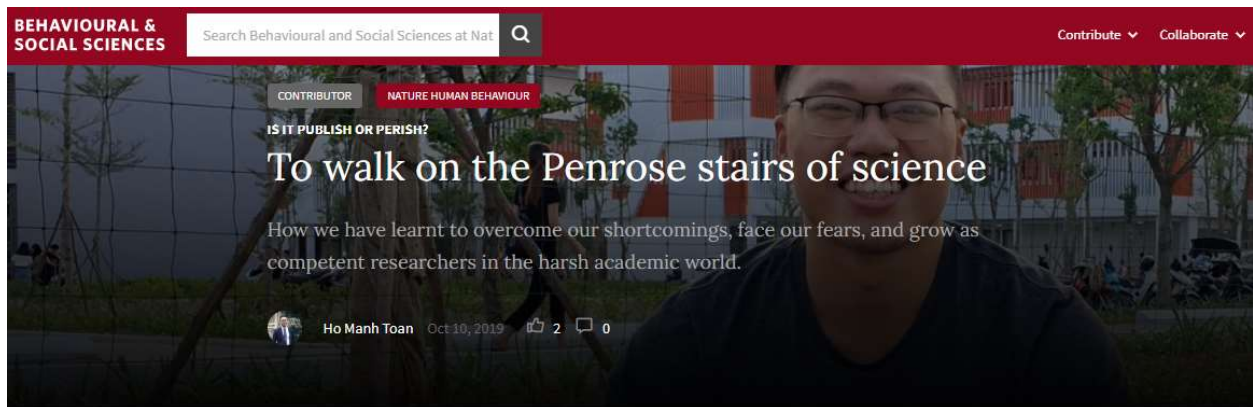 BEHAVIOURAL &
SOCIAL SCIENCES
Search Behavioural and Social Sciences at Nat
Contribute
Collaborate
CONTRIBUTOR
NATURE HUMAN BEHAVIOUR
IS IT PUBLISH OR PERISH?
To walk on the Penrose stairs of science
How we have learnt to overcome our shortcomings, face our fears, and grow as
competent researchers in the harsh academic world.
Ho Manh Toan Oct 10, 2019 2 0